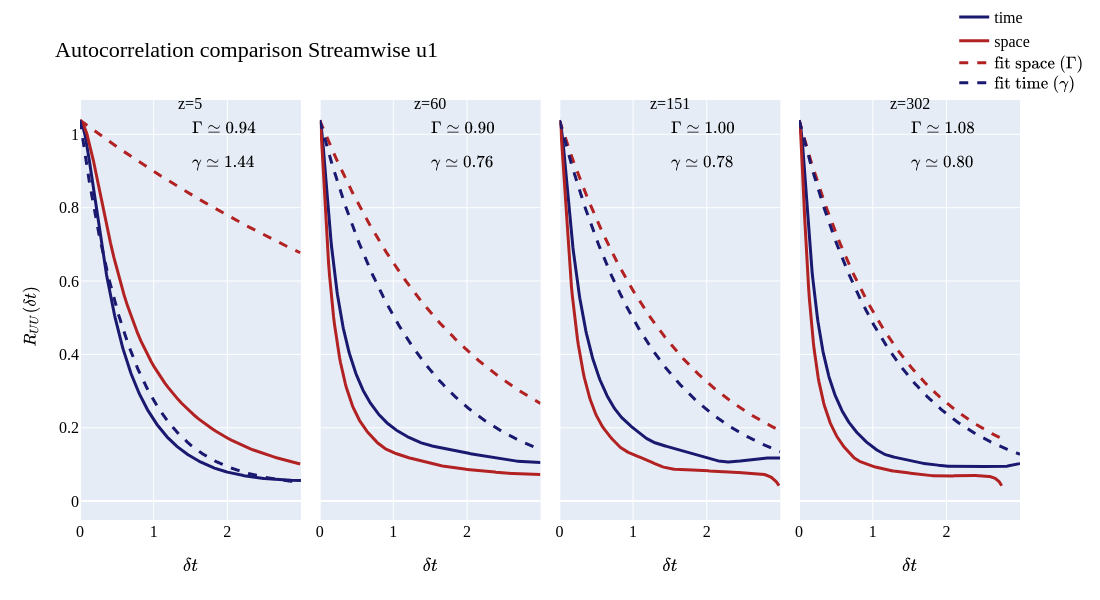 time
space
fit space (Γ)
fit time (γ)
Autocorrelation comparison Streamwise u1
z=5
z=60
z=151
z=302
Γ ≃ 0.94
Γ ≃ 0.90
Γ ≃ 1.00
Γ ≃ 1.08
γ ≃ 1.44
γ ≃ 0.76
γ ≃ 0.78
γ ≃ 0.80
1
0.8
0.6
0.4
0.2
0
R_{UU}(δt)
0 1 2
0 1 2
0 1 2
0 1 2
δt
δt
δt
δt